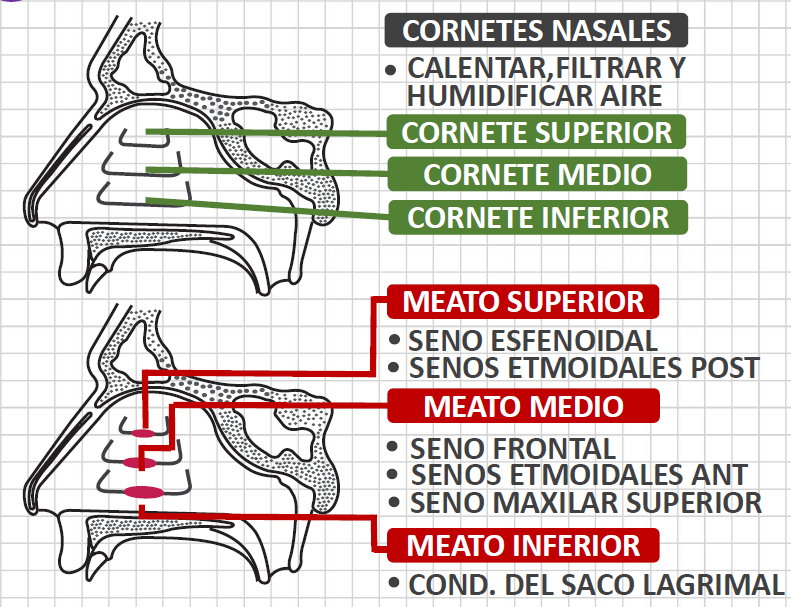 CORNETES NASALES
• CALENTAR,FILTRAR Y
HUMIDIFICAR AIRE
CORNETE SUPERIOR
CORNETE MEDIO
CORNETE INFERIOR
MEATO SUPERIOR
• SENO ESFENOIDAL
• SENOS ETMOIDALES POST
MEATO MEDIO
• SENO FRONTAL
• SENOS ETMOIDALES ANT
• SENO MAXILAR SUPERIOR
MEATO INFERIOR
• COND. DEL SACO LAGRIMAL